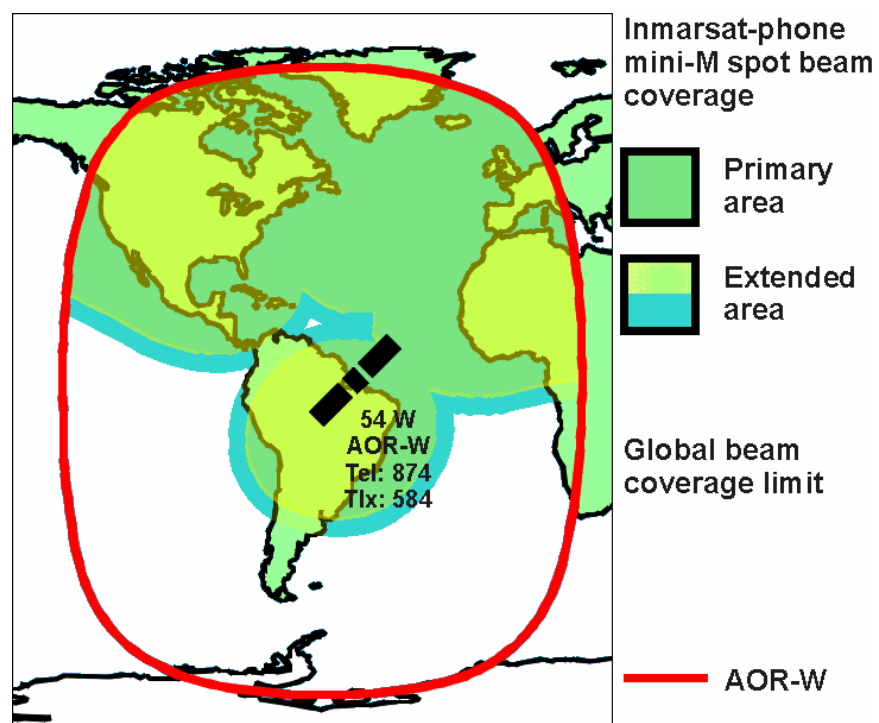 Inmarsat-phone
mini-M spot beam
coverage
Primary
area
Extended
area
54 W
AOR-W
Tel: 874
Tlx: 584
Global beam
coverage limit
AOR-W